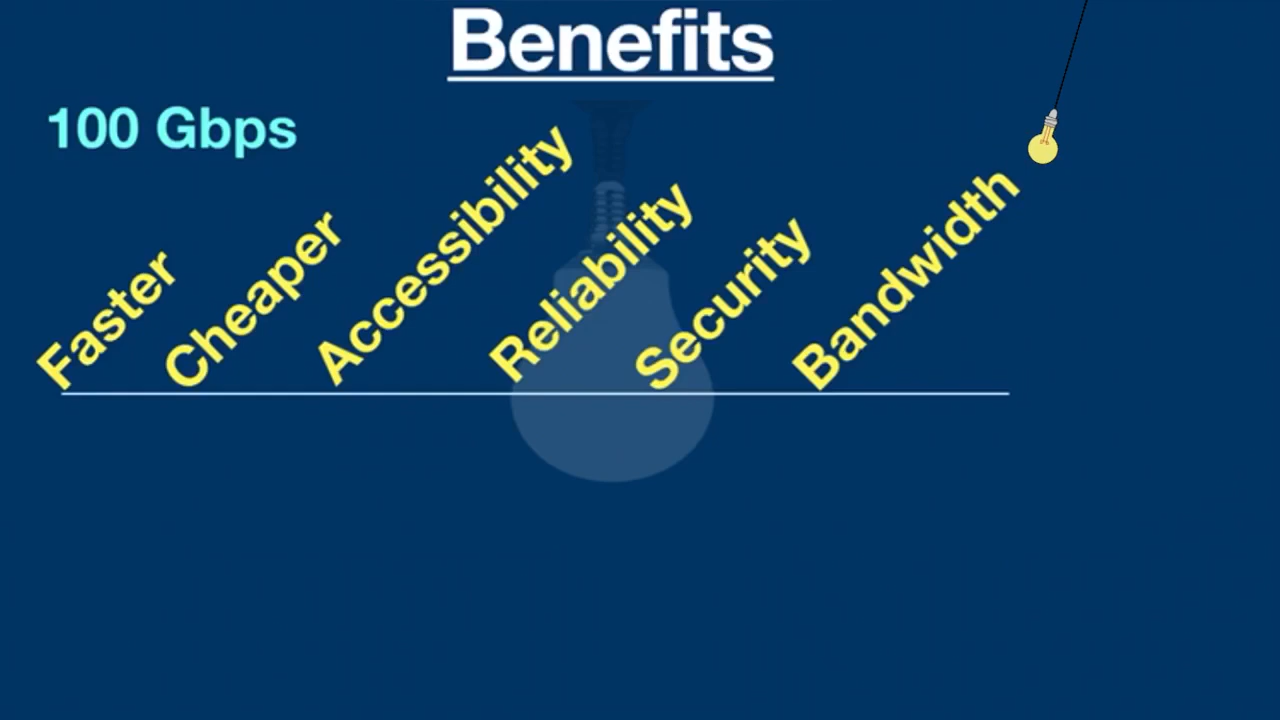 Benefits
100 Gbps
Faster
Cheaper
Accessibility
Reliability
Security
Bandwidth